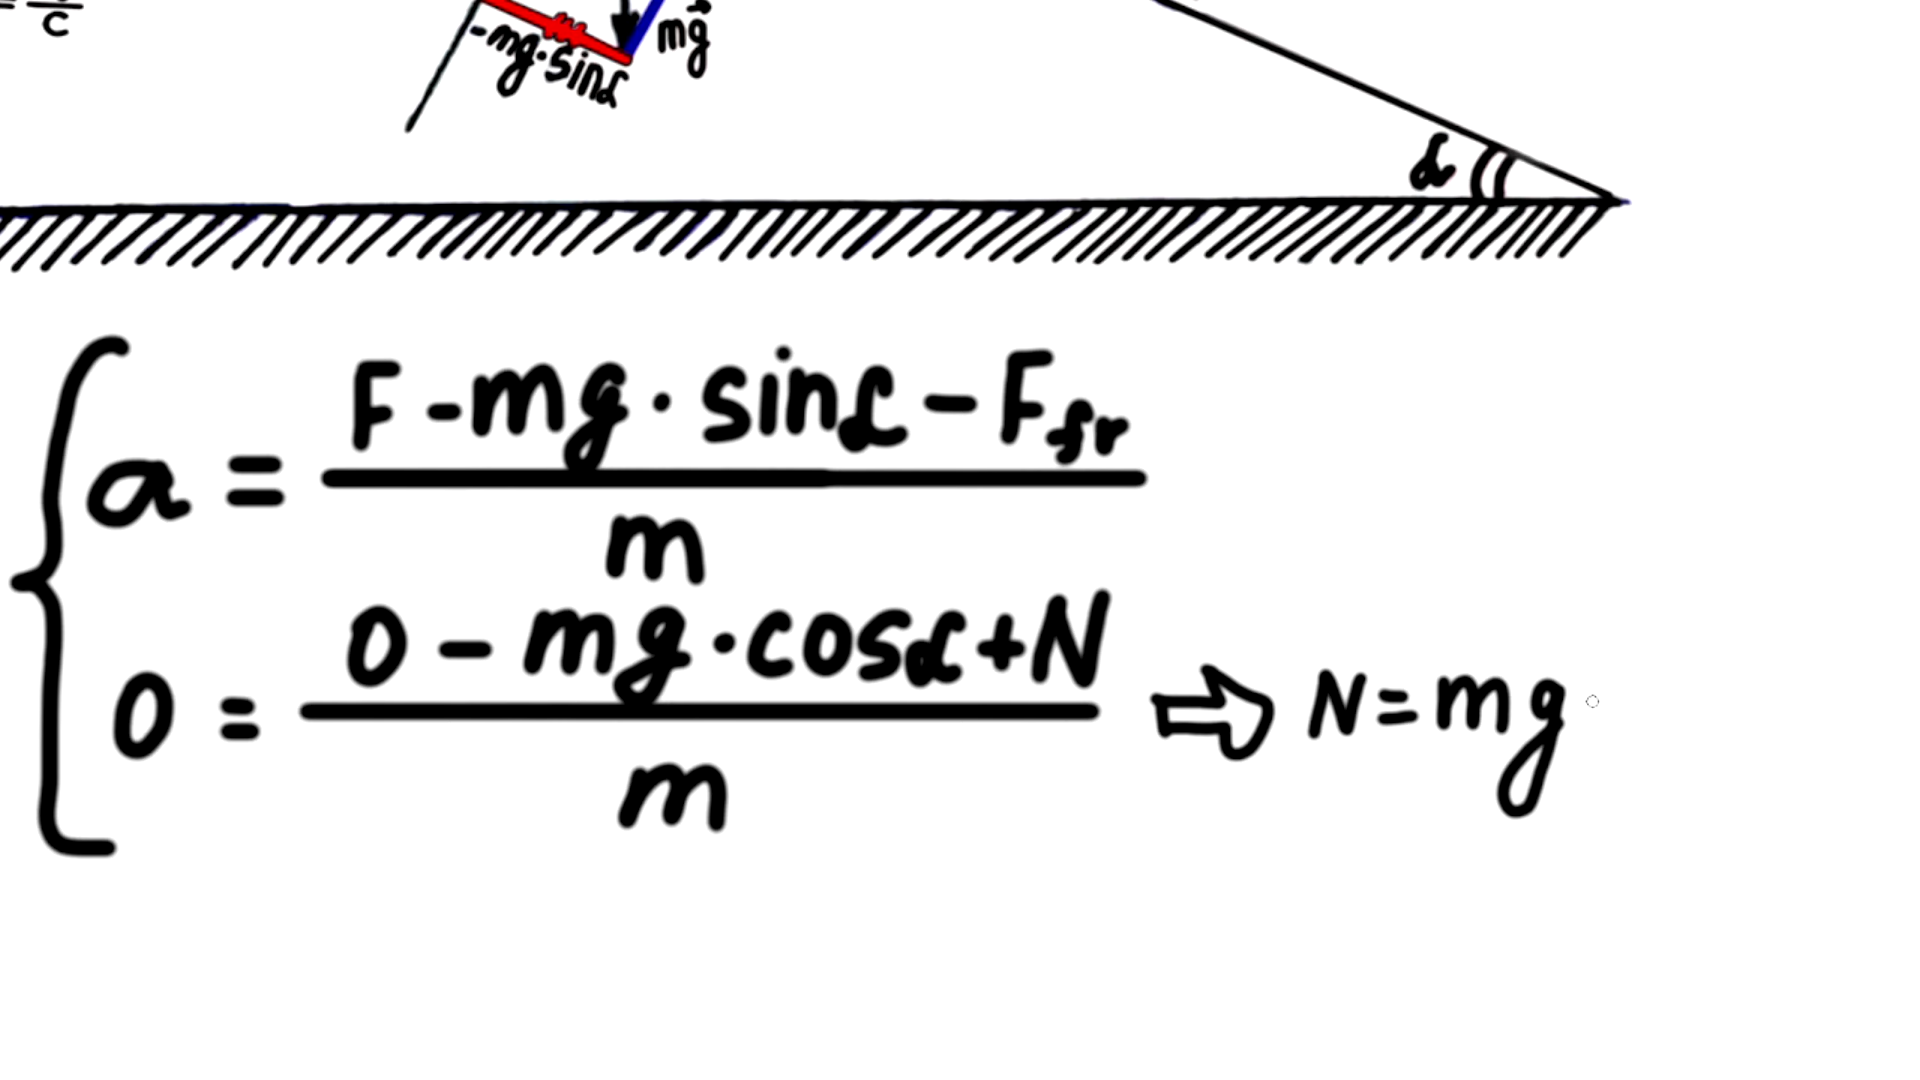 = — c
-mg·sinα
mg
α
a = F - mg · sinα - Ffr
m
0 = 0 - mg · cosα + N ⇒ N = mg
m